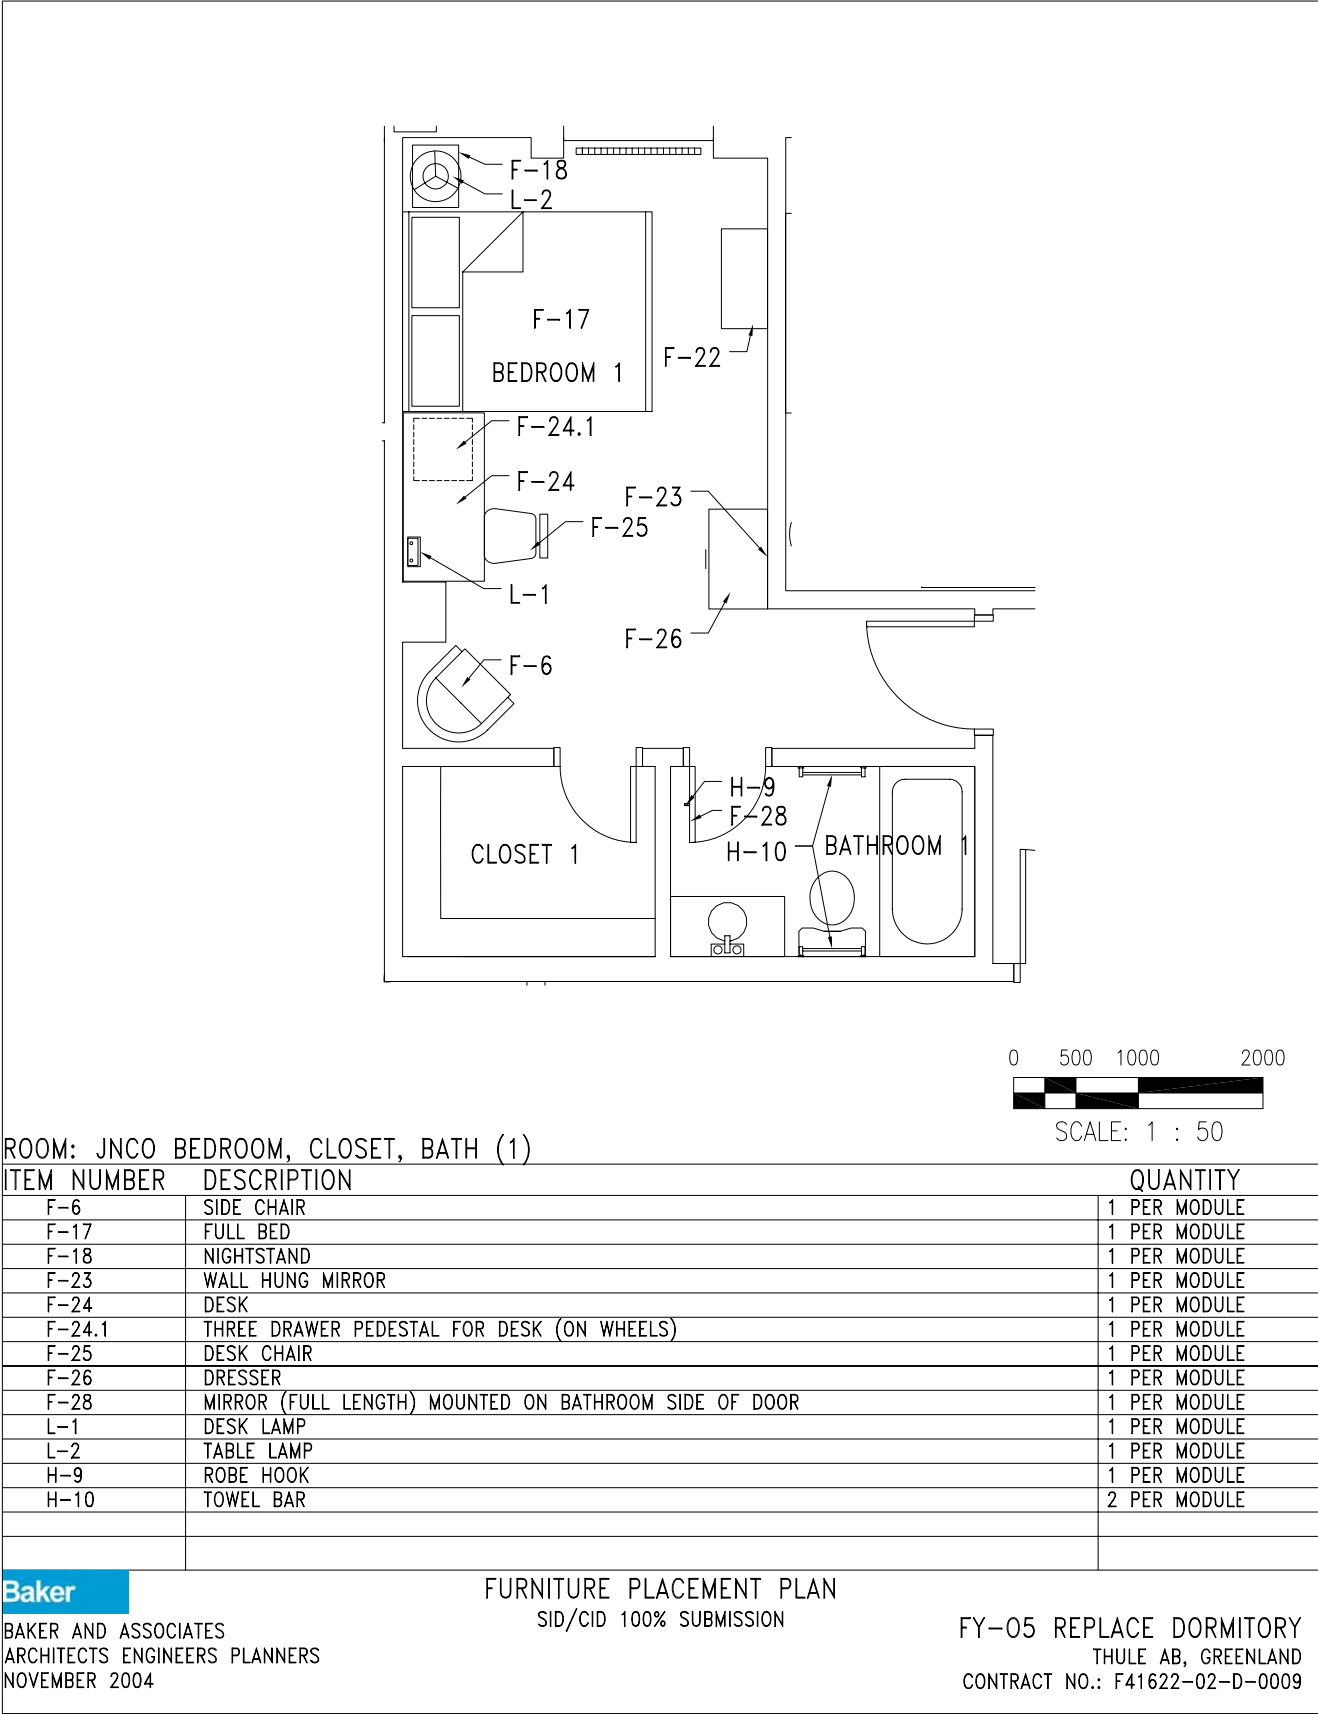 F-18
L-2
F-17
BEDROOM 1
F-22
F-24.1
F-24
F-23
F-25
L-1
F-26
F-6
H-9
F-28
H-10
BATHROOM 1
CLOSET 1
0 500 1000 2000
SCALE: 1 : 50
ROOM: JNCO BEDROOM, CLOSET, BATH (1)
ITEM NUMBER DESCRIPTION QUANTITY
F-6 SIDE CHAIR 1 PER MODULE
F-17 FULL BED 1 PER MODULE
F-18 NIGHTSTAND 1 PER MODULE
F-23 WALL HUNG MIRROR 1 PER MODULE
F-24 DESK 1 PER MODULE
F-24.1 THREE DRAWER PEDESTAL FOR DESK (ON WHEELS) 1 PER MODULE
F-25 DESK CHAIR 1 PER MODULE
F-26 DRESSER 1 PER MODULE
F-28 MIRROR (FULL LENGTH) MOUNTED ON BATHROOM SIDE OF DOOR 1 PER MODULE
L-1 DESK LAMP 1 PER MODULE
L-2 TABLE LAMP 1 PER MODULE
H-9 ROBE HOOK 1 PER MODULE
H-10 TOWEL BAR 2 PER MODULE
Baker
BAKER AND ASSOCIATES
ARCHITECTS ENGINEERS PLANNERS
NOVEMBER 2004
FURNITURE PLACEMENT PLAN
SID/CID 100% SUBMISSION
FY-05 REPLACE DORMITORY
THULE AB, GREENLAND
CONTRACT NO.: F41622-02-D-0009